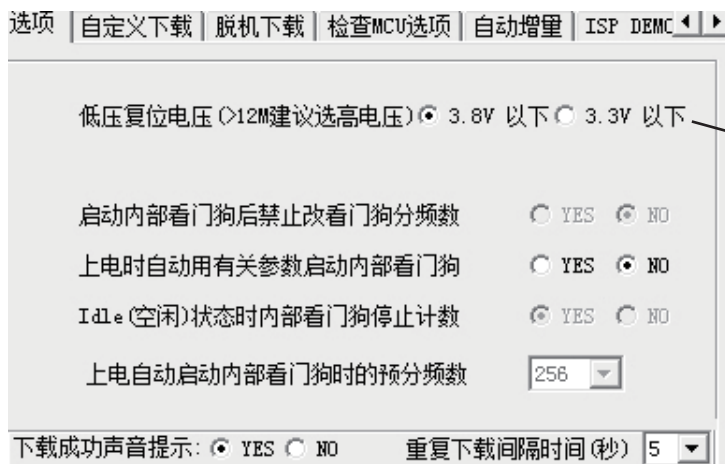 选项 自定义下载 脱机下载 检查MCU选项 自动增量 ISP DEMC
低压复位电压(>12M建议选高电压) 3.8V 以下 3.3V 以下
启动内部看门狗后禁止改看门狗分频数 YES NO
上电时自动用有关参数启动内部看门狗 YES NO
Idle(空闲)状态时内部看门狗停止计数 YES NO
上电自动启动内部看门狗时的预分频数 256
下载成功声音提示: YES NO 重复下载间隔时间(秒) 5